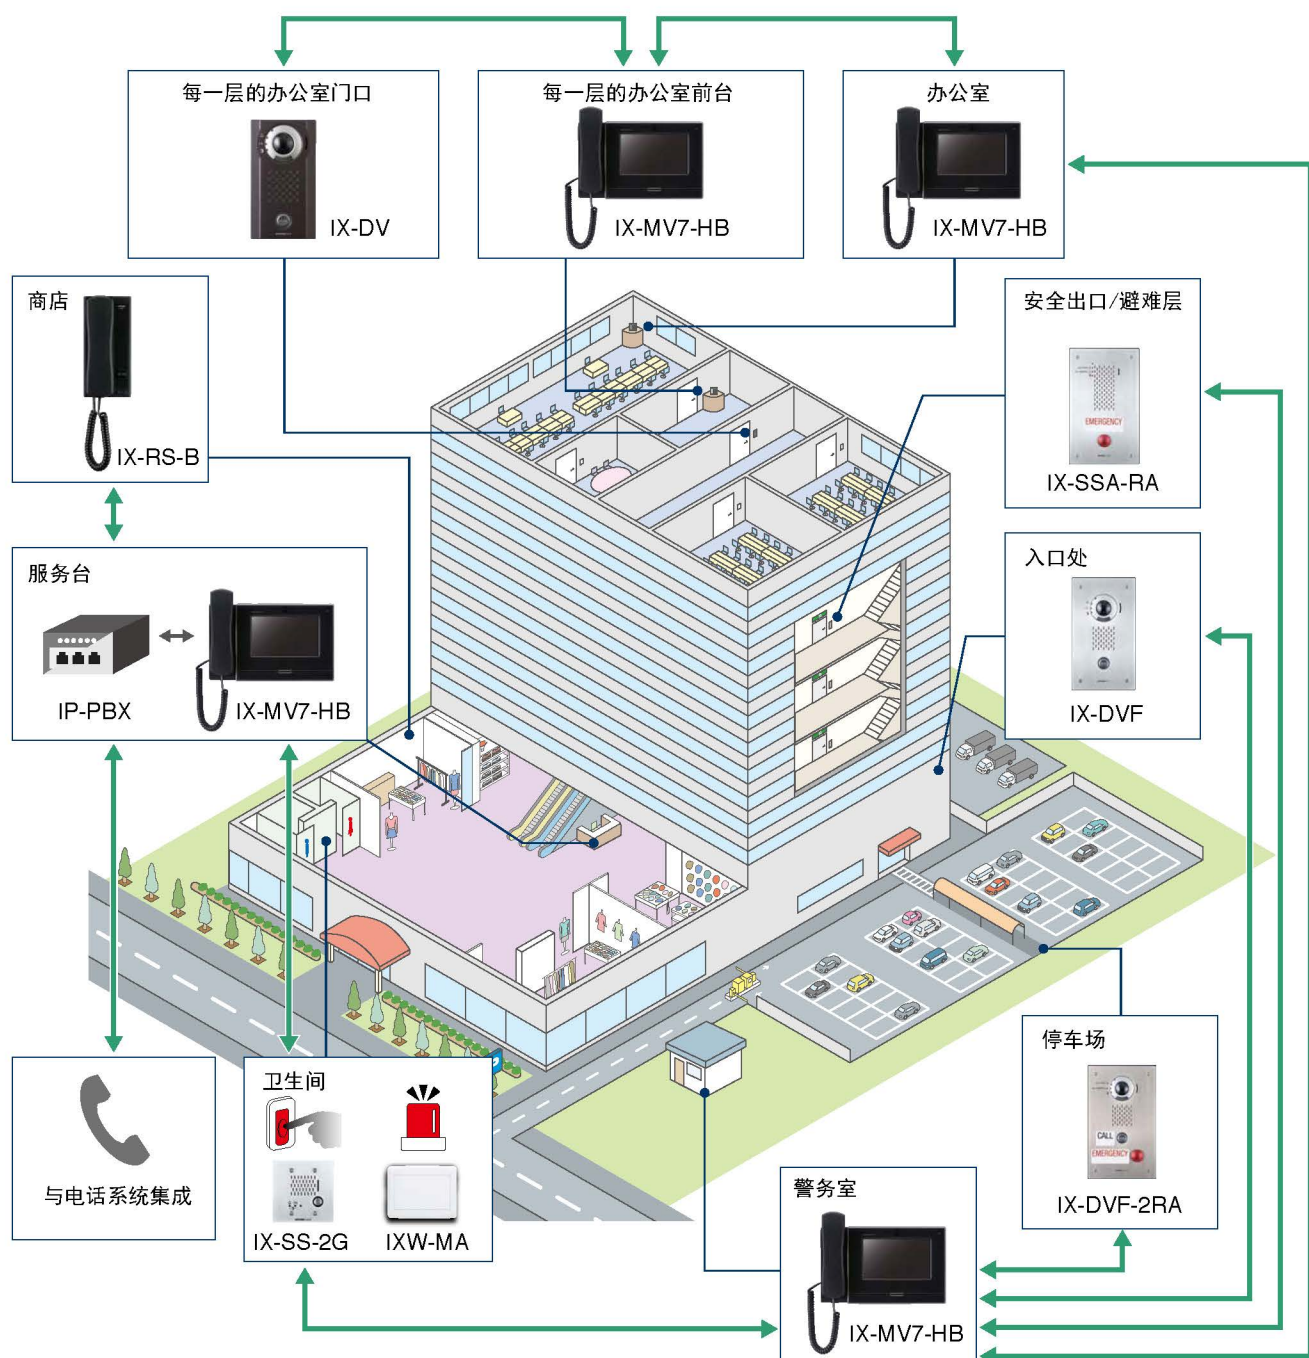 每一层的办公室门口
IX-DV
每一层的办公室前台
IX-MV7-HB
办公室
IX-MV7-HB
商店
IX-RS-B
安全出口/避难层
EMERGENCY
IX-SSA-RA
服务台
IP-PBX
IX-MV7-HB
入口处
IX-DVF
与电话系统集成
卫生间
IX-SS-2G
IXW-MA
停车场
CALL
EMERGENCY
IX-DVF-2RA
警务室
IX-MV7-HB